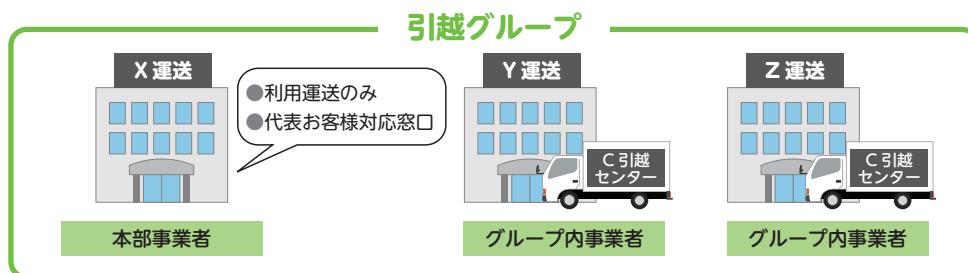 引越グループ
X 運送
●利用運送のみ
●代表お客様対応窓口
本部事業者
Y 運送
C 引越
センター
グループ内事業者
Z 運送
C 引越
センター
グループ内事業者